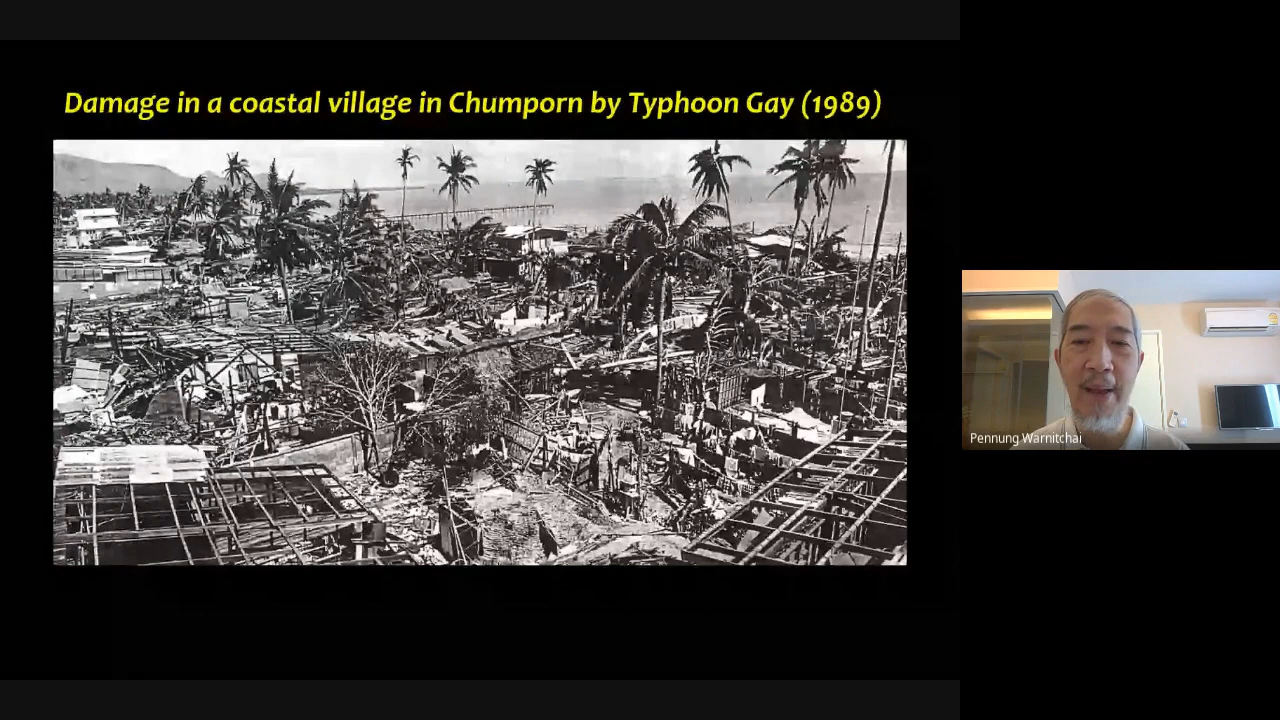 Damage in a coastal village in Chumporn by Typhoon Gay (1989)
Pennung Warnitchai